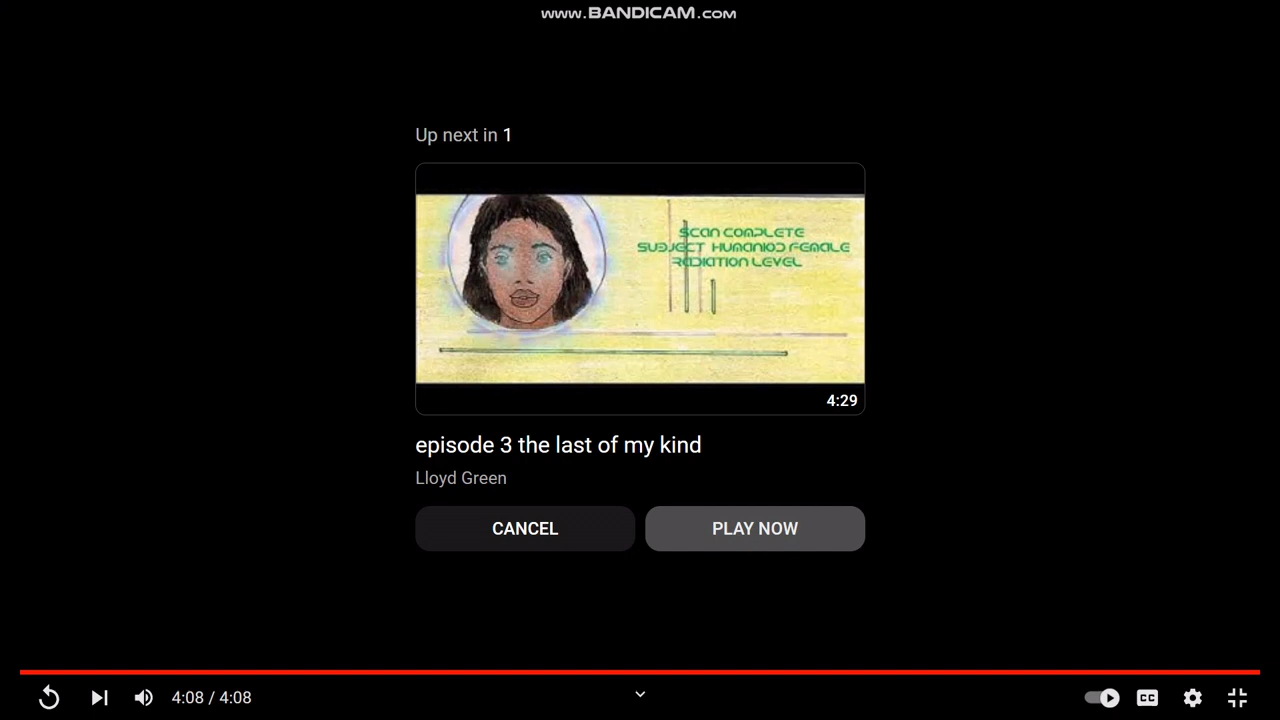 www.BANDICAM.com
Up next in 1
SCAN COMPLETE
SUBJECT HUMANIOD FEMALE
RADIATION LEVEL
4:29
episode 3 the last of my kind
Lloyd Green
CANCEL
PLAY NOW
4:08 / 4:08
CC